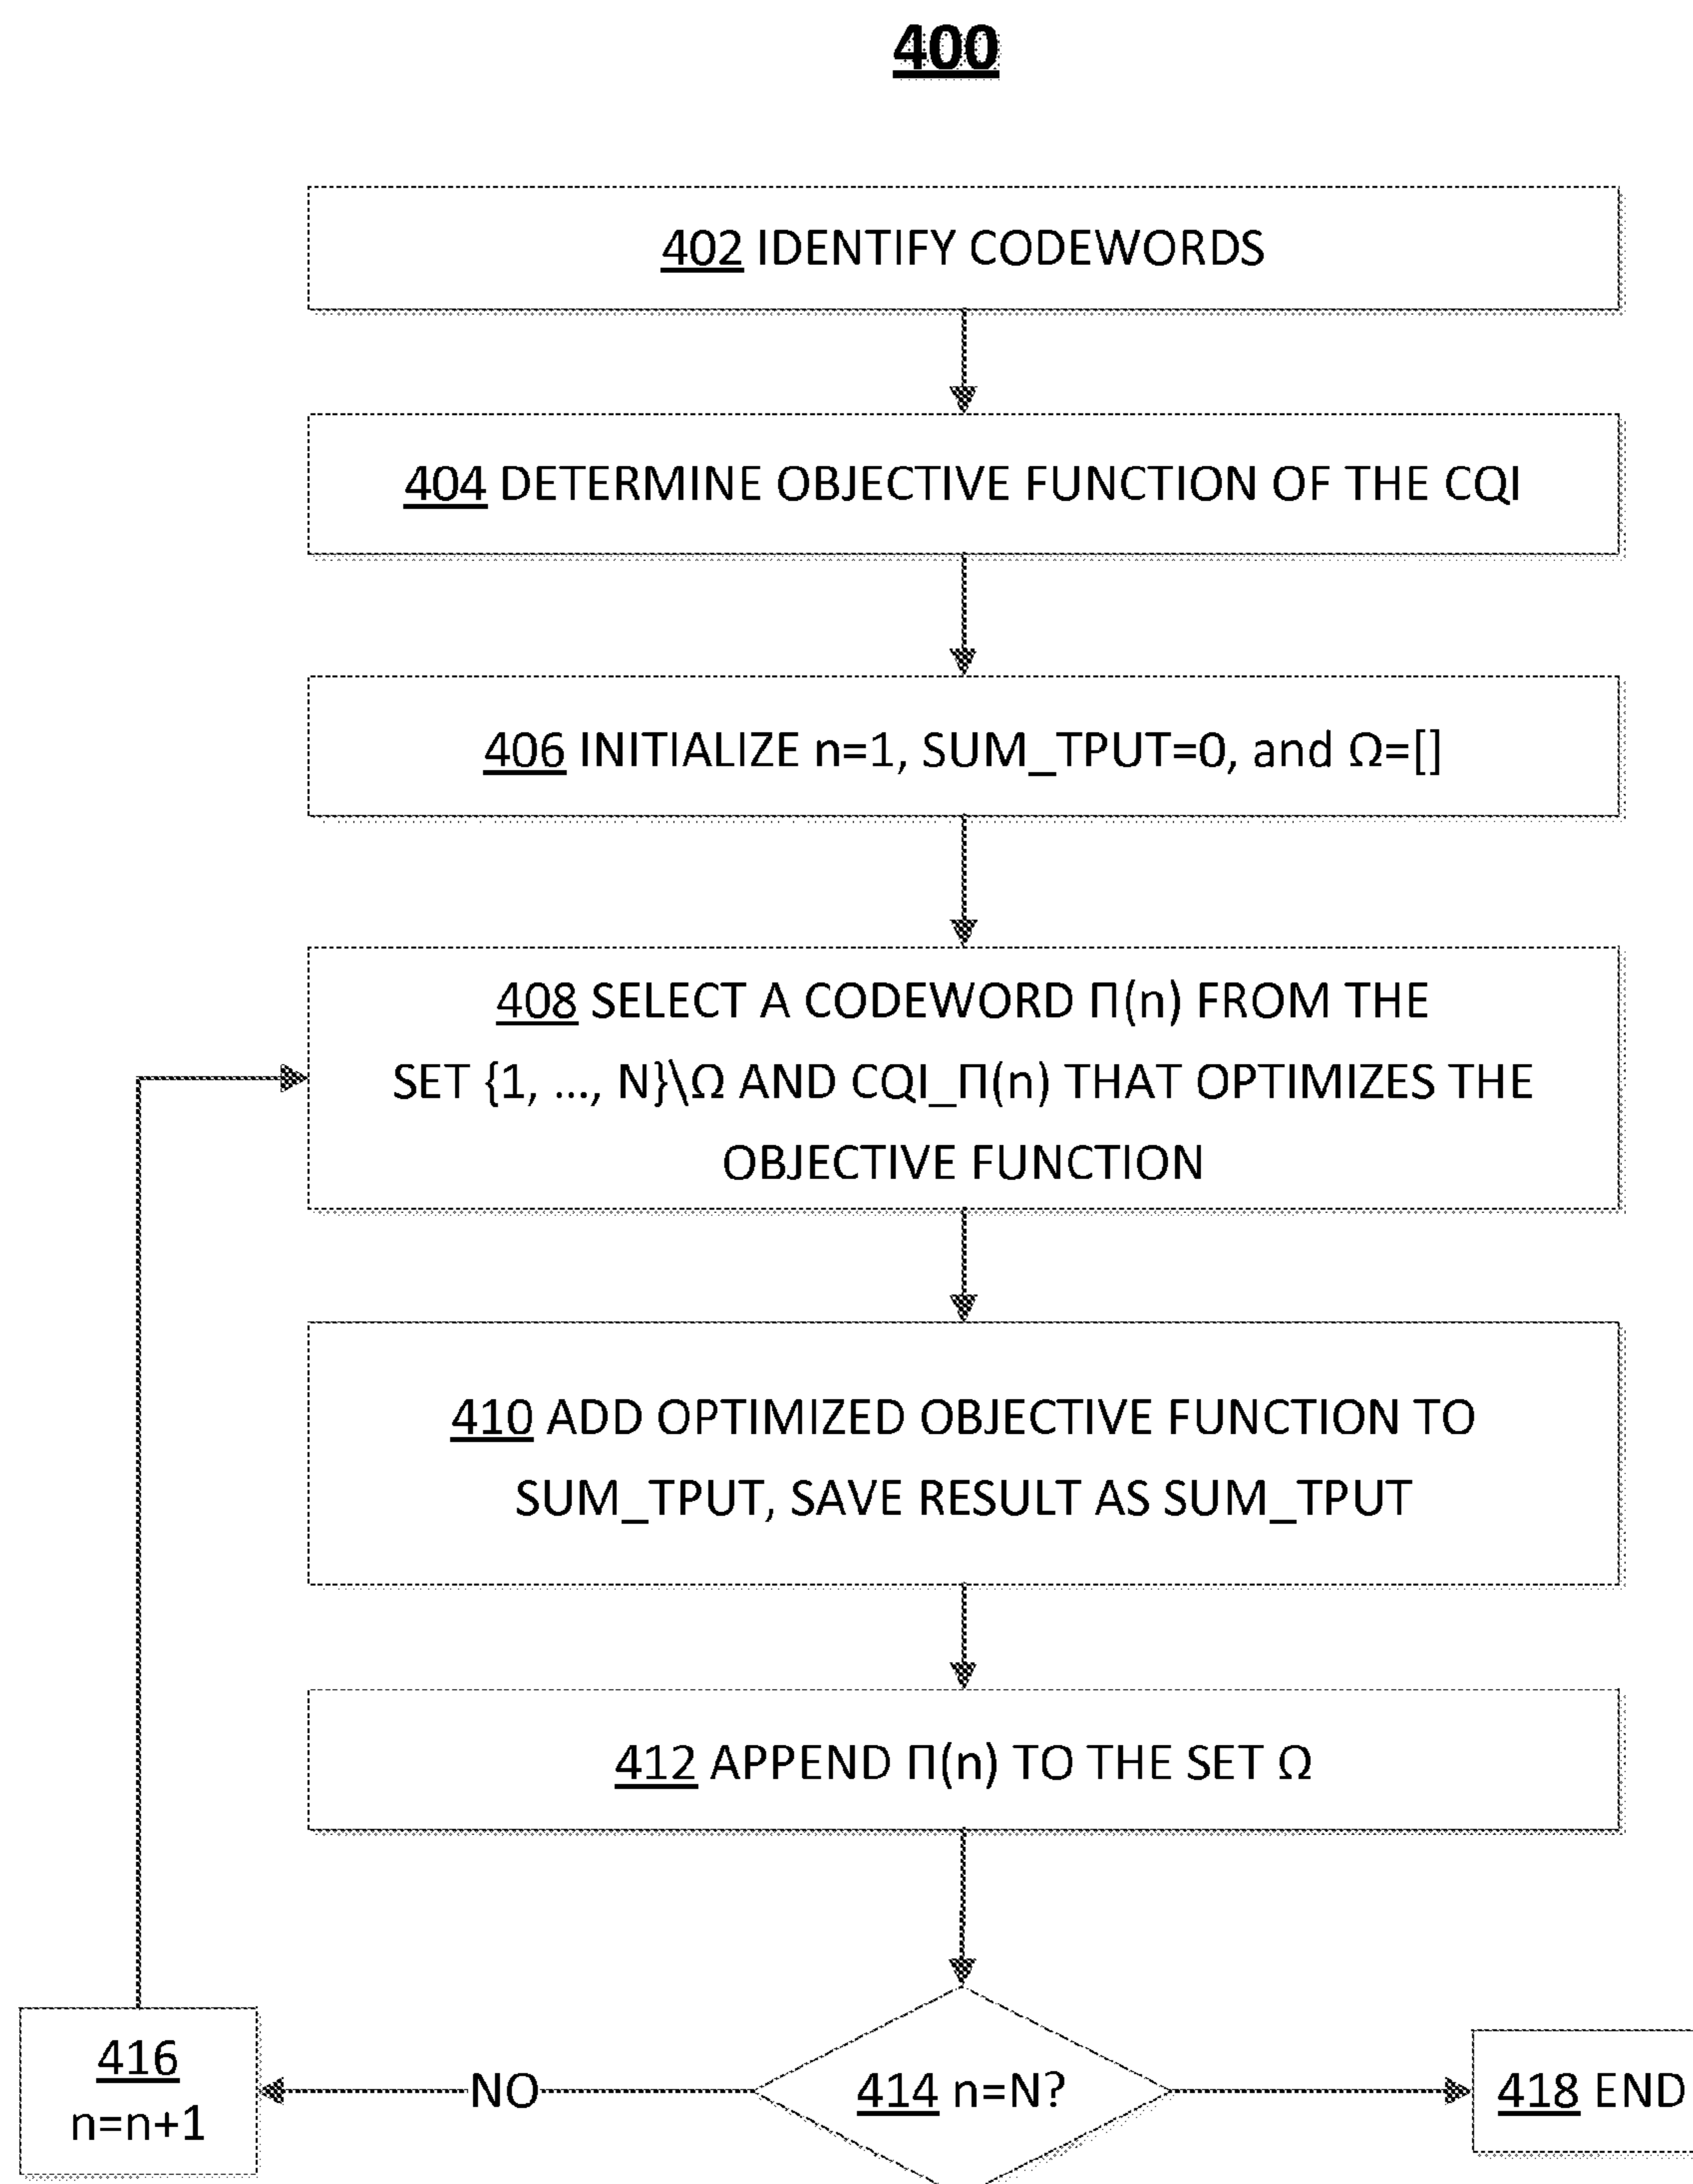 400
402 IDENTIFY CODEWORDS
404 DETERMINE OBJECTIVE FUNCTION OF THE CQI
406 INITIALIZE n=1, SUM_TPUT=0, and Ω=[]
408 SELECT A CODEWORD Π(n) FROM THE
SET {1, ..., N}\Ω AND CQI_Π(n) THAT OPTIMIZES THE
OBJECTIVE FUNCTION
410 ADD OPTIMIZED OBJECTIVE FUNCTION TO
SUM_TPUT, SAVE RESULT AS SUM_TPUT
412 APPEND Π(n) TO THE SET Ω
416
n=n+1
NO
414 n=N?
418 END